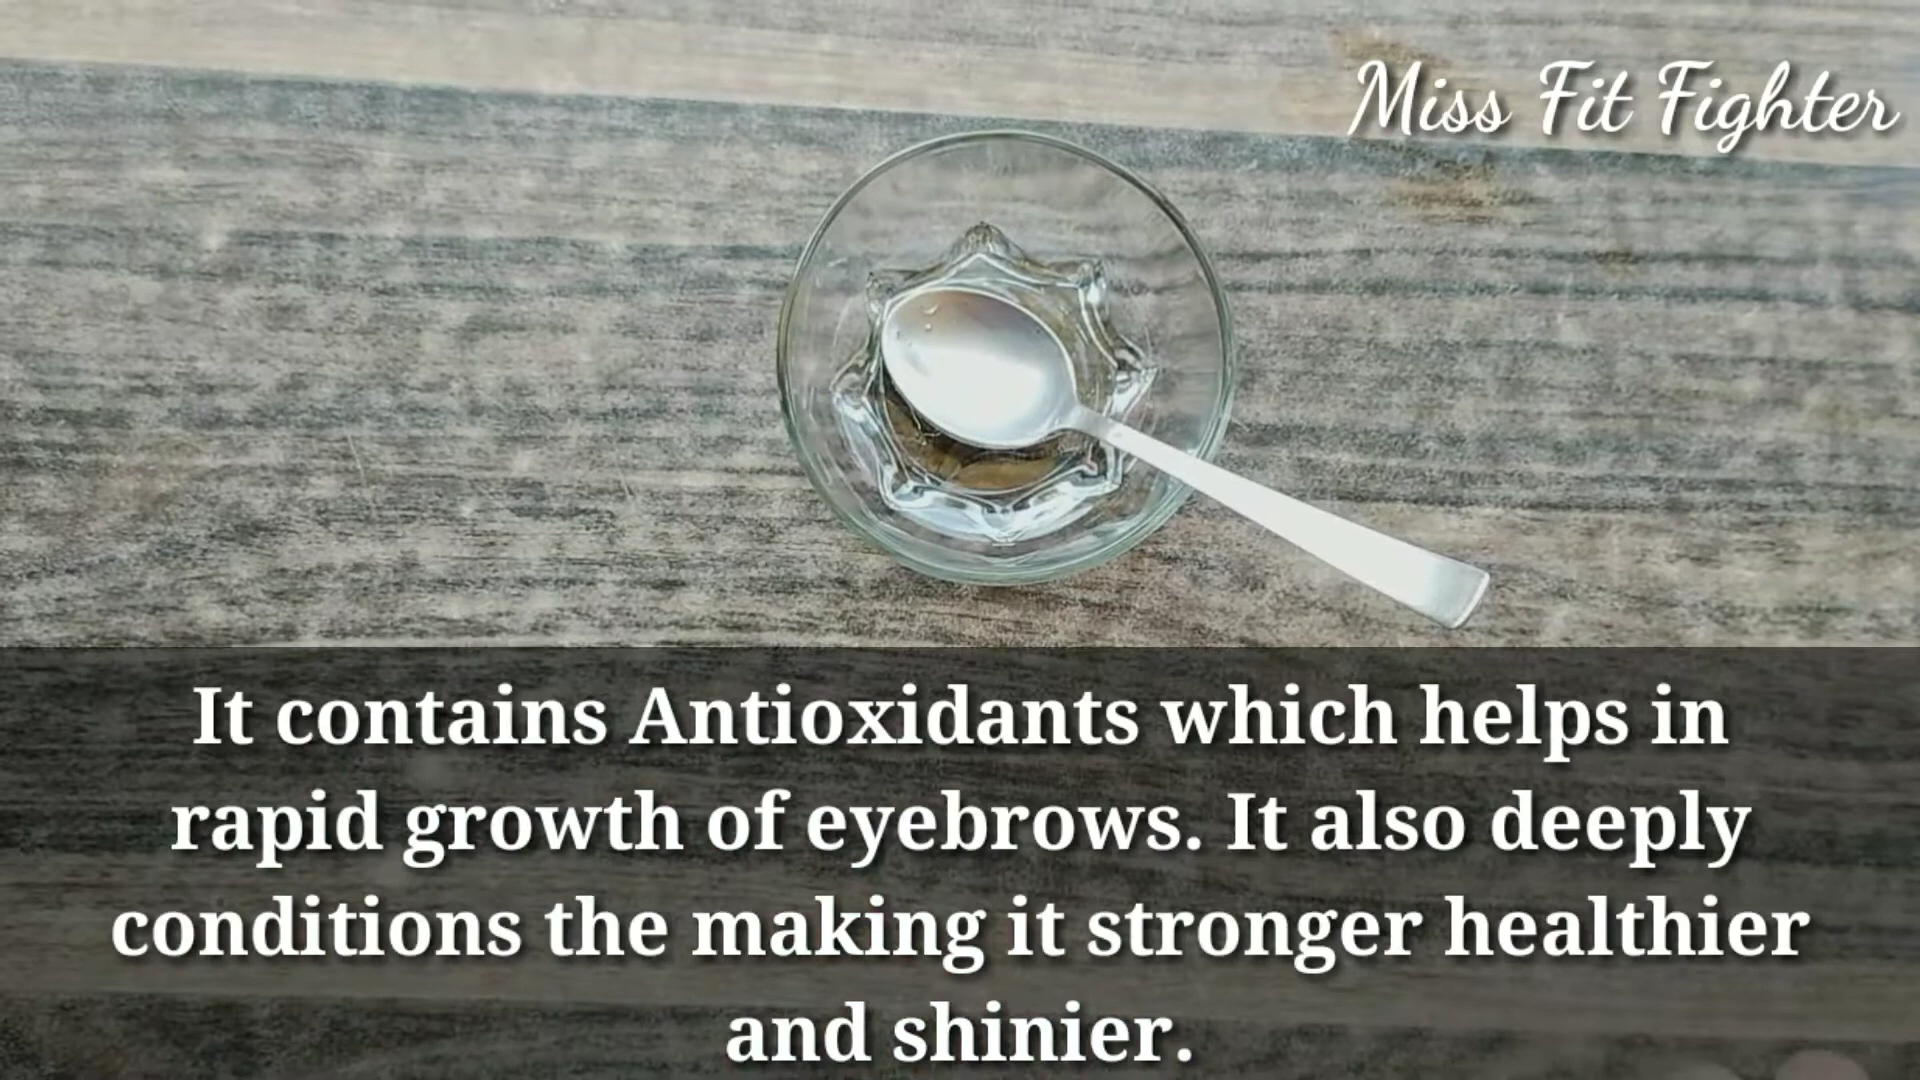 Miss Fit Fighter
It contains Antioxidants which helps in
rapid growth of eyebrows. It also deeply
conditions the making it stronger healthier
and shinier.